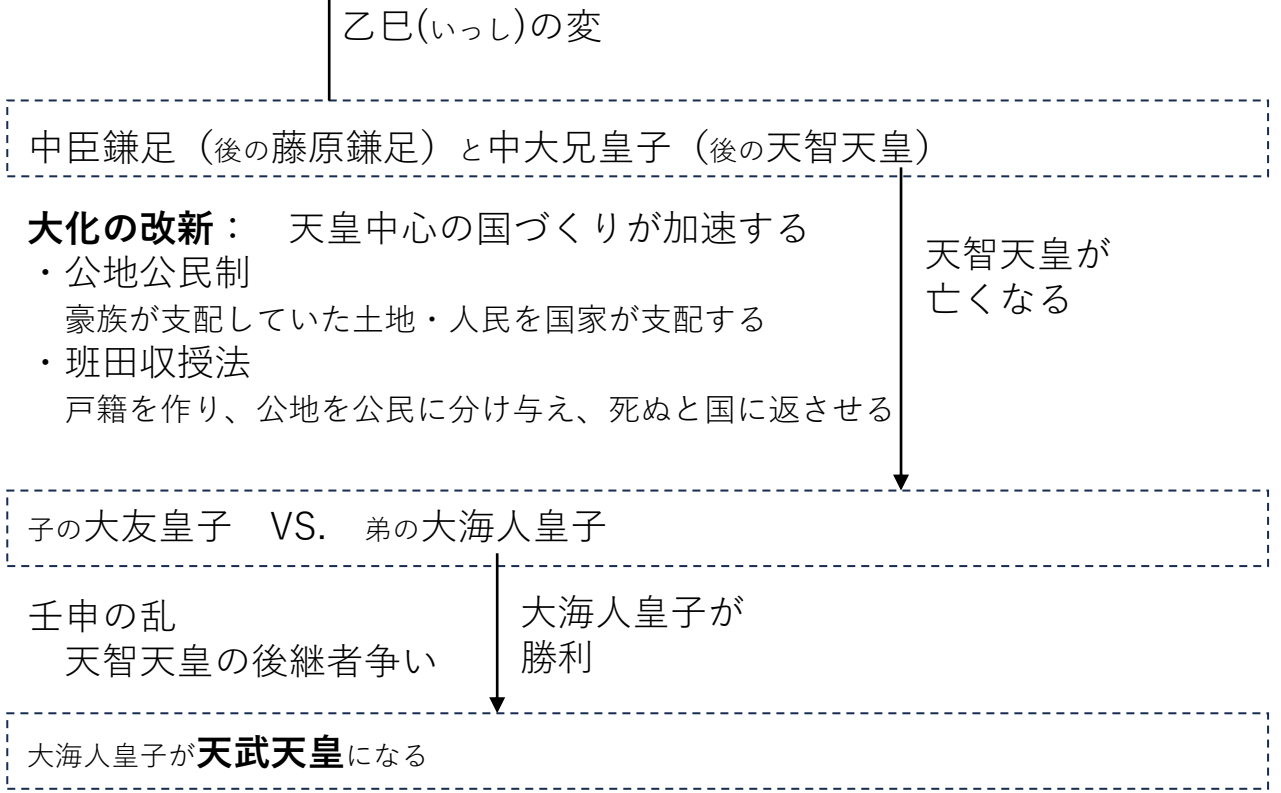 乙巳(いっし)の変
中臣鎌足（後の藤原鎌足）と中大兄皇子（後の天智天皇）
大化の改新：　天皇中心の国づくりが加速する
・公地公民制
豪族が支配していた土地・人民を国家が支配する
・班田収授法
戸籍を作り、公地を公民に分け与え、死ぬと国に返させる
天智天皇が
亡くなる
子の大友皇子　VS.　弟の大海人皇子
壬申の乱
天智天皇の後継者争い
大海人皇子が
勝利
大海人皇子が天武天皇になる